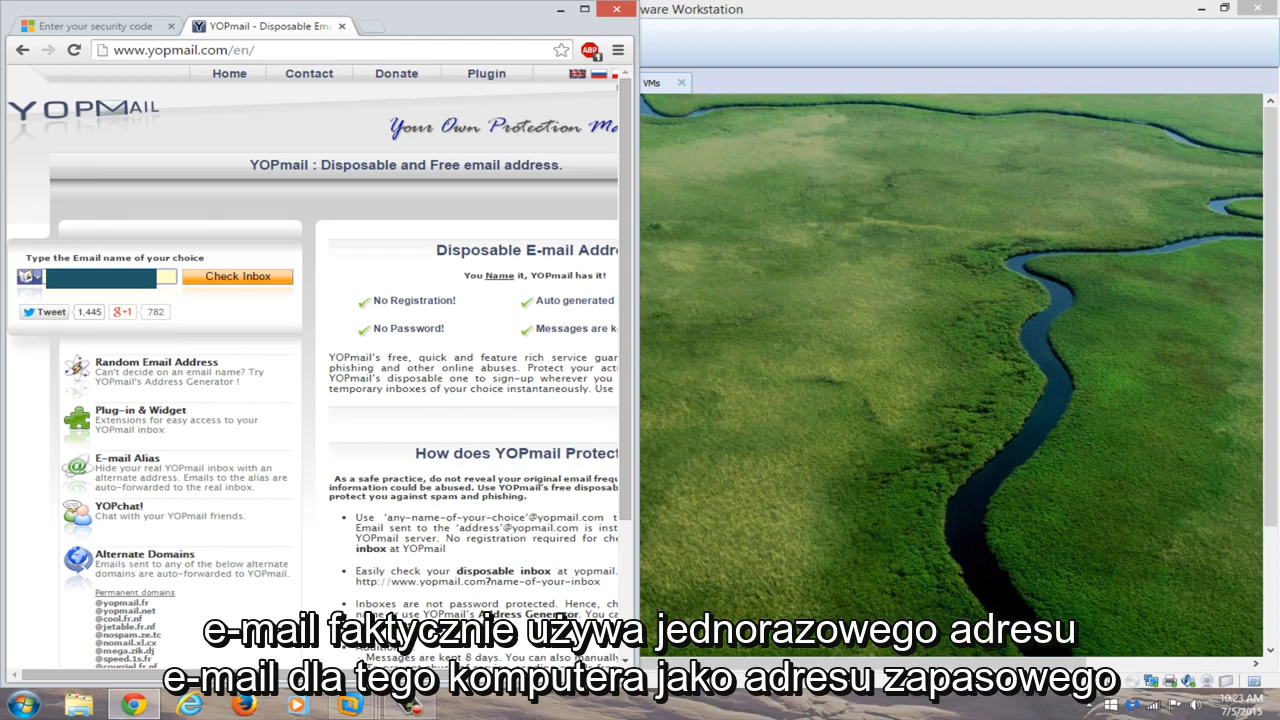 Enter your security code
YOPmail - Disposable Ema
ware Workstation
www.yopmail.com/en/
ABP
1
Home
Contact
Donate
Plugin
VMs
YOPMAIL
Your Own Protection Ma
YOPmail : Disposable and Free email address.
Type the Email name of your choice
Check Inbox
Tweet
1,445
g+1
782
Random Email Address
Can't decide on an email name? Try
YOPmail's Address Generator !
Plug-in & Widget
Extensions for easy access to your
YOPmail inbox
E-mail Alias
Hide your real YOPmail inbox with an
alternate address. Emails to the alias are
auto-forwarded to the real inbox.
YOPchat!
Chat with your YOPmail friends.
Alternate Domains
Emails sent to any of the below alternate
domains are auto-forwarded to YOPmail.
Permanent domains
@yopmail.fr
@yopmail.net
@cool.fr.nf
@jetable.fr.nf
@nospam.ze.tc
@nomail.xl.cx
@mega.zik.dj
@speed.1s.fr
@courriel.fr.nf
Disposable E-mail Addr
You Name it, YOPmail has it!
No Registration!
Auto generated
No Password!
Messages are k
YOPmail's free, quick and feature rich service guar
phishing and other online abuses. Protect your act
YOPmail's disposable one to sign-up wherever you
temporary inboxes of your choice instantaneously. Use
How does YOPmail Protect
As a safe practice, do not reveal your original email freq
information could be abused. Use YOPmail's free disposab
protect you against spam and phishing.
Use 'any-name-of-your-choice'@yopmail.com t
Email sent to the 'address'@yopmail.com is inst
YOPmail server. No registration required for che
inbox at YOPmail
Easily check your disposable inbox at yopmail.
http://www.yopmail.com?name-of-your-inbox
Inboxes are not password protected. Hence, ch
Address Generator. You ca
Messages are kept 8 days. You can also manually
e-mail faktycznie używa jednorazowego adresu
e-mail dla tego komputera jako adresu zapasowego
10:23 AM
7/5/2015